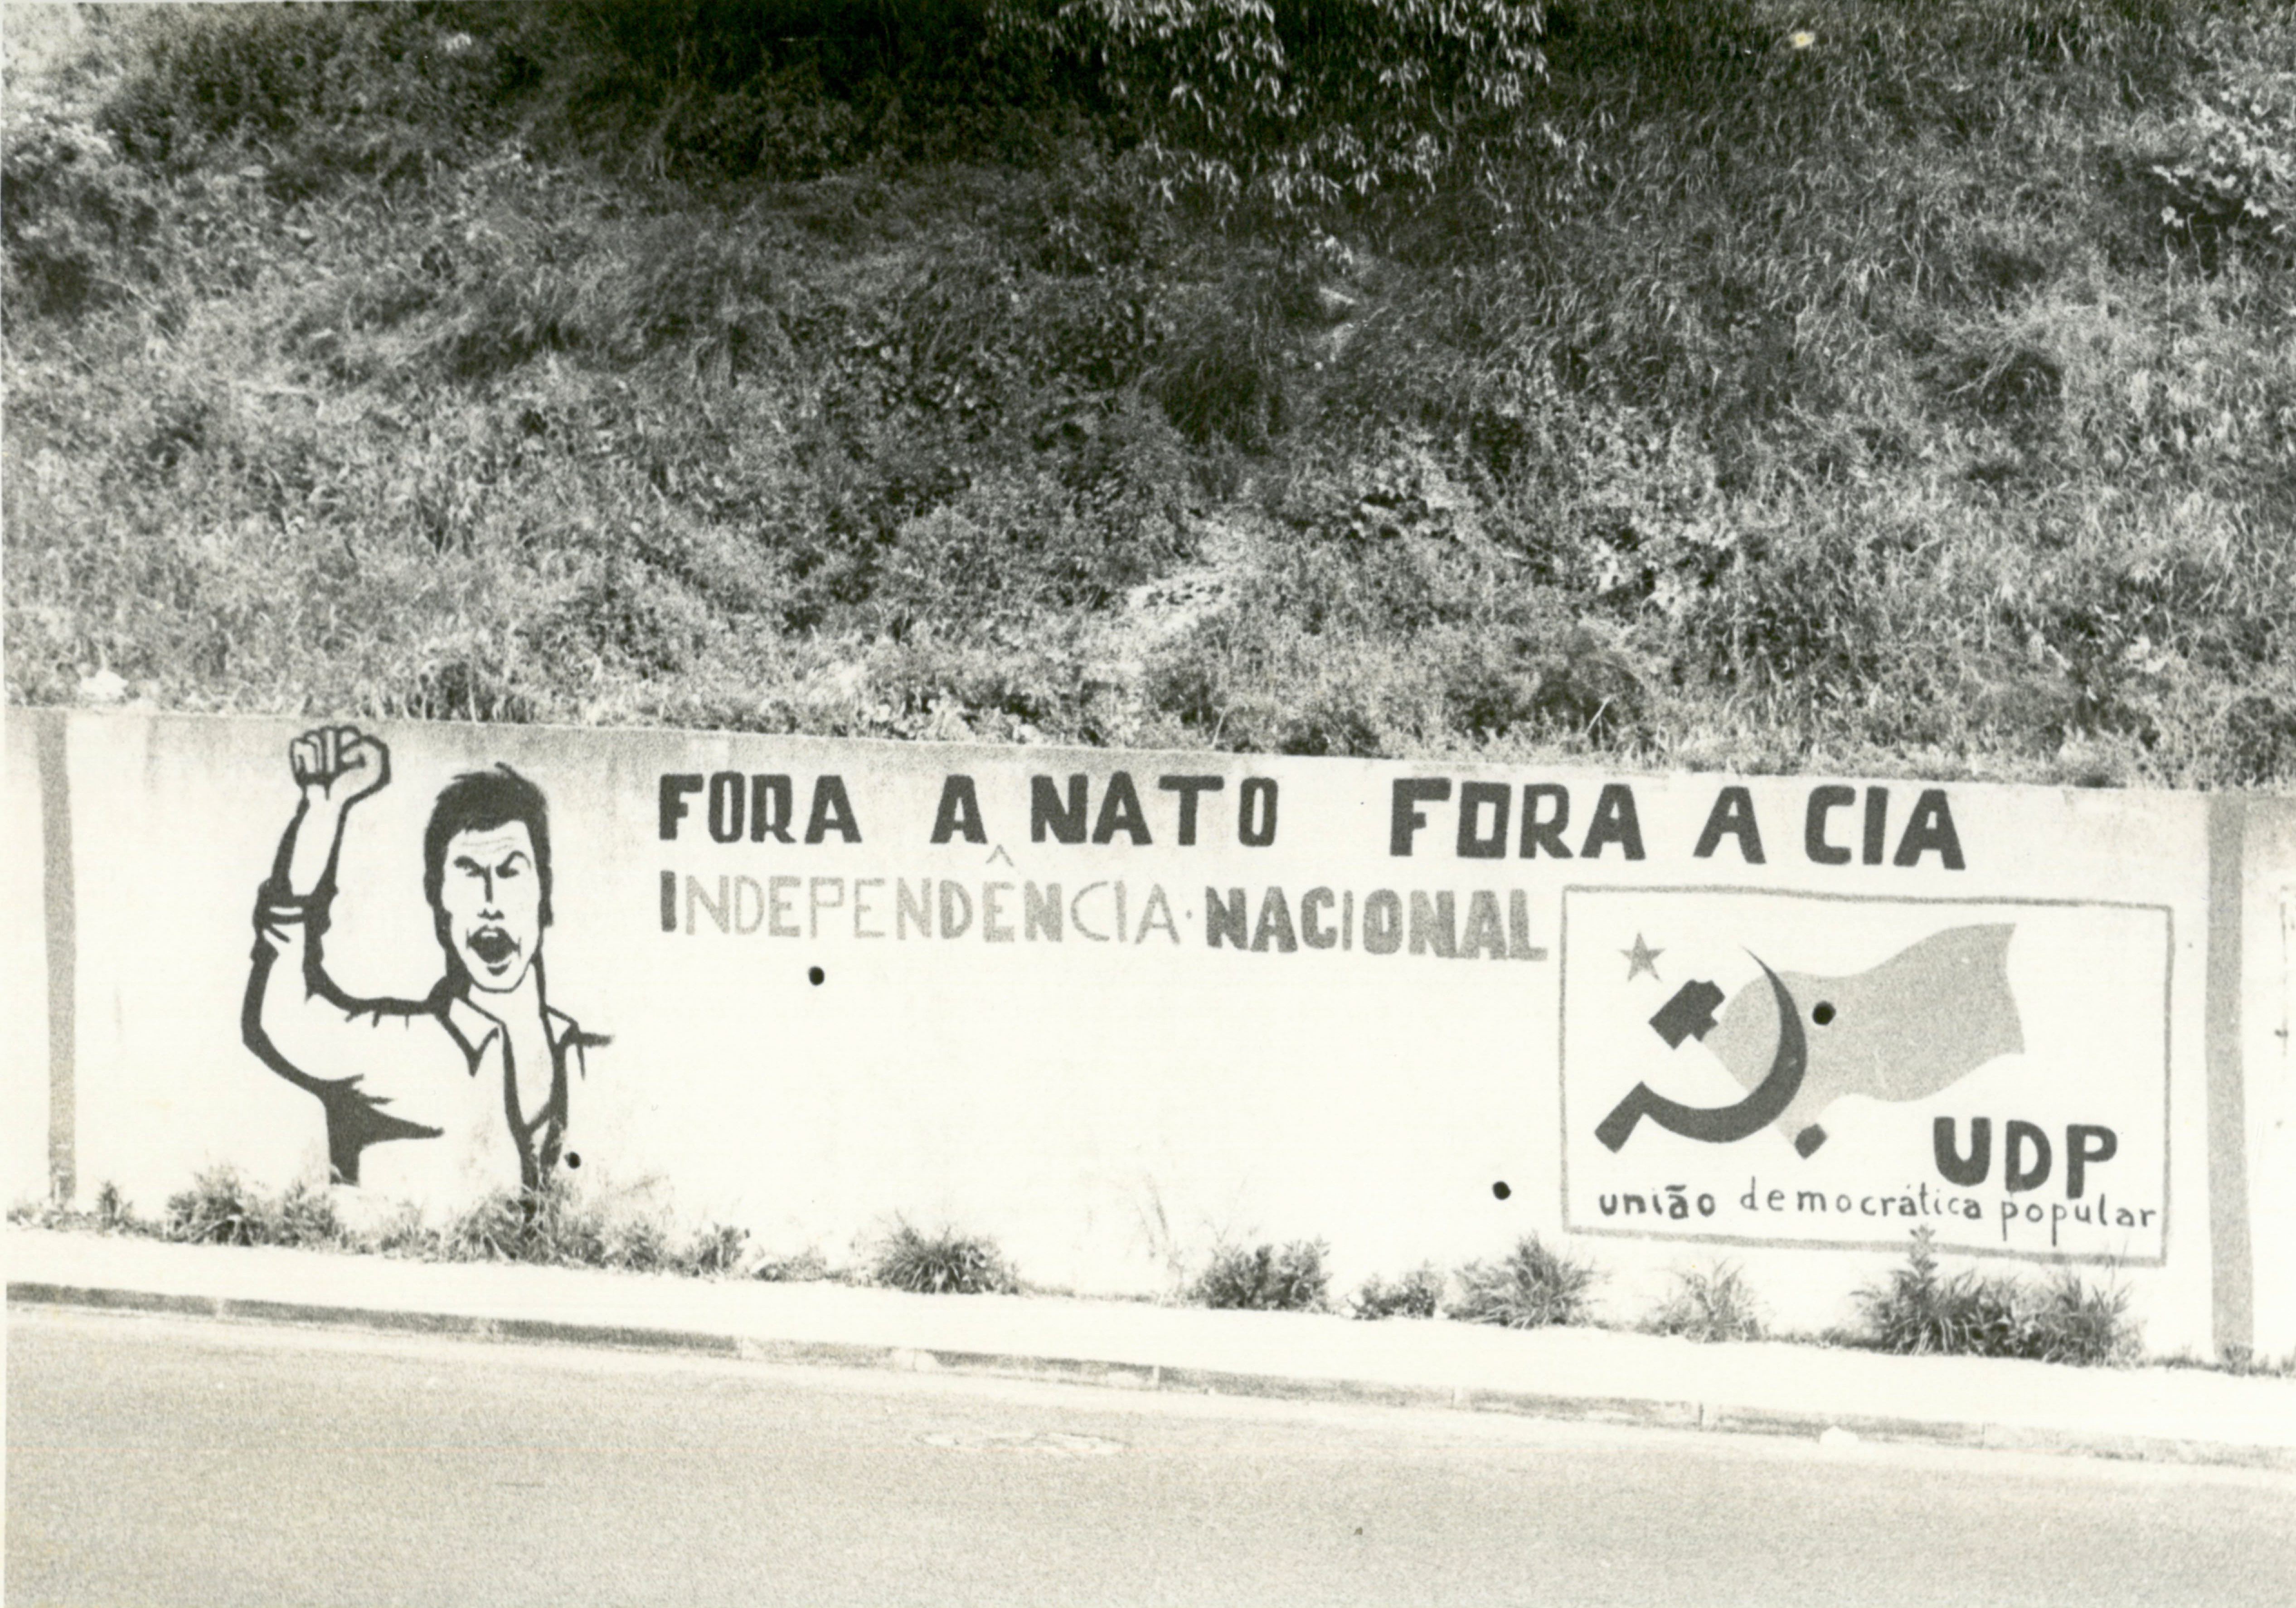 FORA A NATO FORA A CIA
INDEPENDÊNCIA·NACIONAL
UDP
união democrática popular